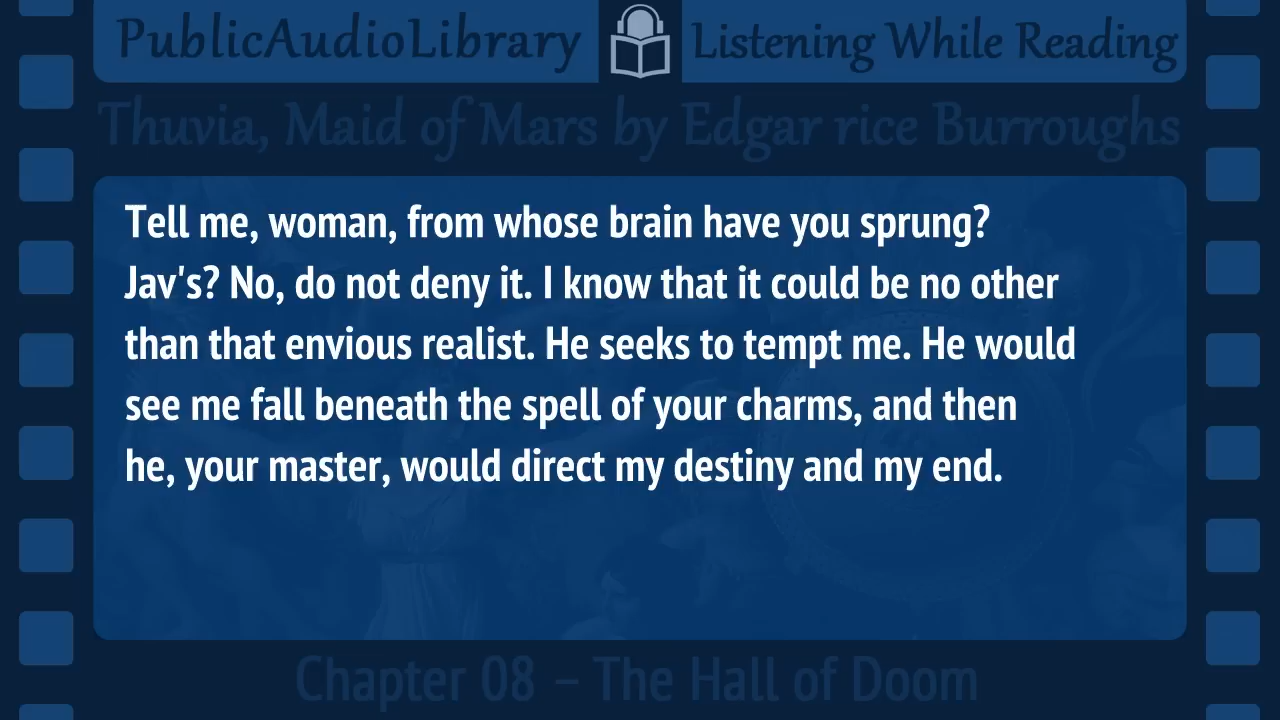 PublicAudioLibrary Listening While Reading
Thuvia, Maid of Mars by Edgar rice Burroughs
Tell me, woman, from whose brain have you sprung?
Jav's? No, do not deny it. I know that it could be no other
than that envious realist. He seeks to tempt me. He would
see me fall beneath the spell of your charms, and then
he, your master, would direct my destiny and my end.
Chapter 08 – The Hall of Doom